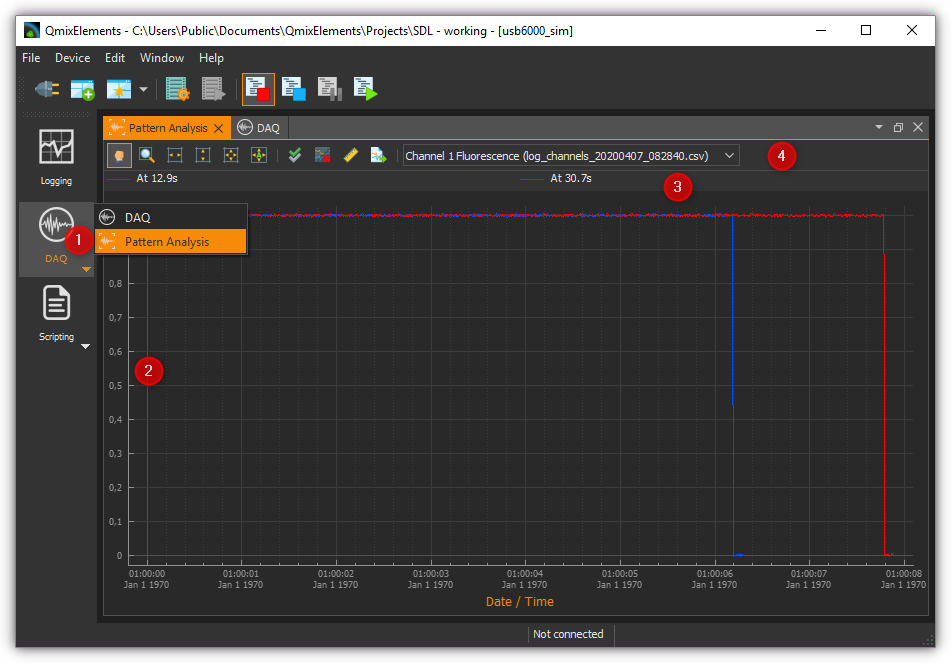 QmixElements - C:\Users\Public\Documents\QmixElements\Projects\SDL - working - [usb6000_sim]
File Device Edit Window Help
Pattern Analysis DAQ
Logging
Channel 1 Fluorescence (log_channels_20200407_082840.csv) 4
At 12.9s At 30.7s
3
DAQ
1
DAQ
Pattern Analysis
0,8
0,7
0,6
2
0,5
0,4
0,3
0,2
0,1
0
Scripting
01:00:00 01:00:01 01:00:02 01:00:03 01:00:04 01:00:05 01:00:06 01:00:07 01:00:08
Jan 1 1970 Jan 1 1970 Jan 1 1970 Jan 1 1970 Jan 1 1970 Jan 1 1970 Jan 1 1970 Jan 1 1970 Jan 1 1970
Date / Time
Not connected